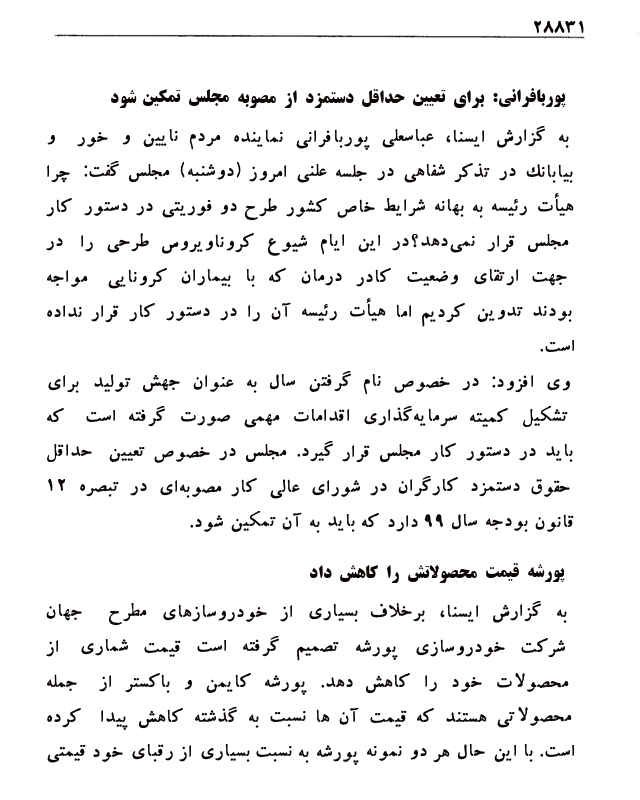 ۲۸۸۳۱
پوربافرانی: برای تعیین حداقل دستمزد از مصوبه مجلس تمکین شود
به گزارش ایسنا، عباسعلی پوربافرانی نماینده مردم نایین و خور و
بیابانك در تذکر شفاهی در جلسه علنی امروز (دوشنبه) مجلس گفت: چرا
هیأت رئیسه به بهانه شرایط خاص کشور طرح دو فوریتی در دستور کار
مجلس قرار نمی‌دهد؟در این ایام شیوع کروناویروس طرحی را در
جهت ارتقای وضعیت کادر درمان که با بیماران کرونایی مواجه
بودند تدوین کردیم اما هیأت رئیسه آن را در دستور کار قرار نداده
است.
وی افزود: در خصوص نام گرفتن سال به عنوان جهش تولید برای
تشکیل کمیته سرمایه‌گذاری اقدامات مهمی صورت گرفته است که
باید در دستور کار مجلس قرار گیرد. مجلس در خصوص تعیین حداقل
حقوق دستمزد کارگران در شورای عالی کار مصوبه‌ای در تبصره ۱۲
قانون بودجه سال ۹۹ دارد که باید به آن تمکین شود.
پورشه قیمت محصولاتش را کاهش داد
به گزارش ایسنا، برخلاف بسیاری از خودروسازهای مطرح جهان
شرکت خودروسازی پورشه تصمیم گرفته است قیمت شماری از
محصولات خود را کاهش دهد. پورشه کایمن و باکستر از جمله
محصولاتی هستند که قیمت آن ها نسبت به گذشته کاهش پیدا کرده
است. با این حال هر دو نمونه پورشه به نسبت بسیاری از رقبای خود قیمتی